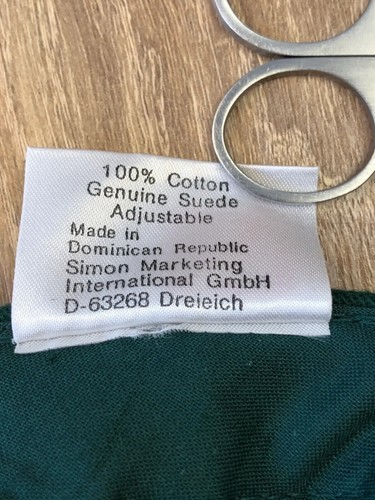 100% Cotton
Genuine Suede
Adjustable
Made in
Dominican Republic
Simon Marketing
International GmbH
D-63268 Dreieich